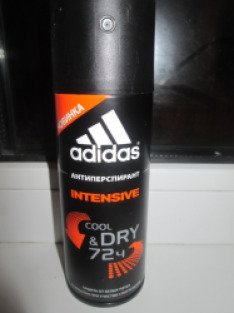 НОВИНКА
adidas
АНТИПЕРСПИРАНТ
INTENSIVE
COOL
& DRY
72ч